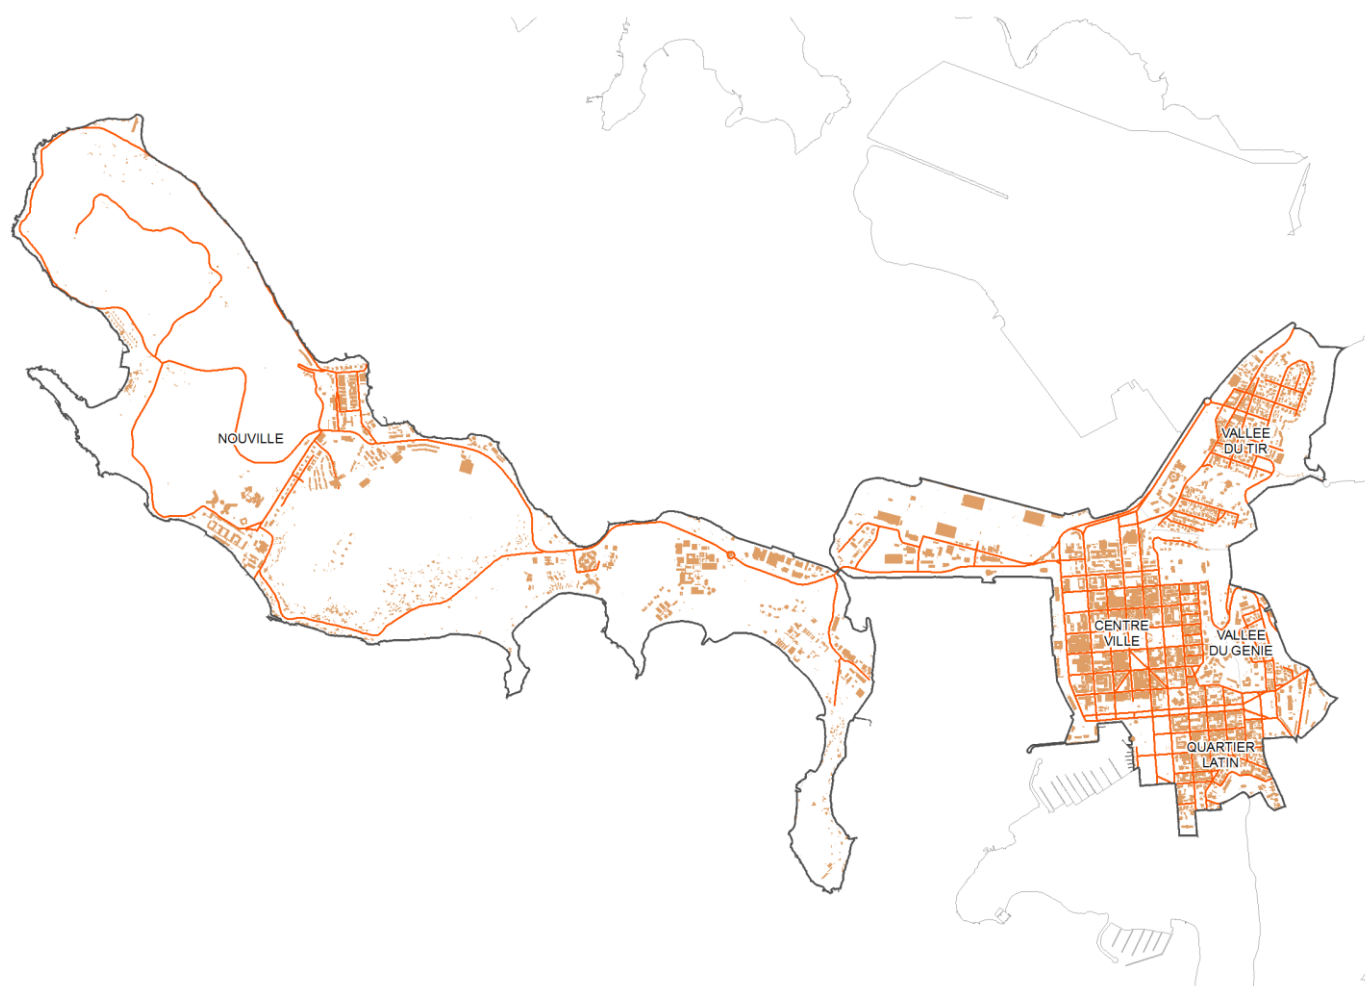 NOUVILLE
VALLEE
DU TIR
CENTRE
VILLE
VALLEE
DU GENIE
QUARTIER
LATIN